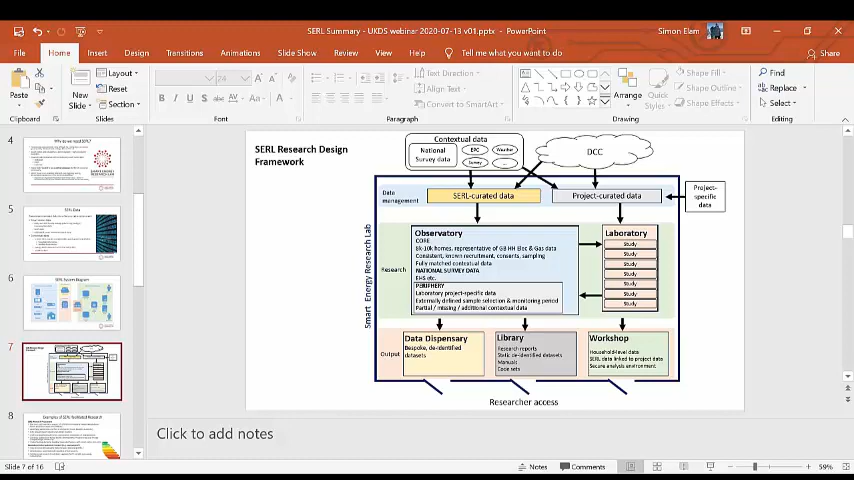 SERL Summary - UKDS webinar 2020-07-13 v01.pptx - PowerPoint
Simon Elam
File
Home
Insert
Design
Transitions
Animations
Slide Show
Review
View
Help
Tell me what you want to do
Share
Paste
New
Slide
Layout
Reset
Section
24
Text Direction
Align Text
Convert to SmartArt
Arrange
Quick
Styles
Shape Fill
Shape Outline
Shape Effects
Find
Replace
Select
Clipboard
Slides
Font
Paragraph
Drawing
Editing
4
Why do we need SERL?
5
SERL Data
6
SERL System Diagram
7
8
Examples of SERL Facilitated Research
SERL Research Design
Framework
Contextual data
National
Survey data
EPC
Weather
Survey
...
DCC
Data
management
SERL-curated data
Project-curated data
Project-
specific
data
Smart Energy Research Lab
Research
Observatory
CORE
8k-10k homes, representative of GB HH Elec & Gas data
Consistent, known recruitment, consents, sampling
Fully matched contextual data
NATIONAL SURVEY DATA
EHS etc.
PERIPHERY
Laboratory project-specific data
Externally defined sample selection & monitoring period
Partial / missing / additional contextual data
Laboratory
Study
Study
Study
Study
Study
Study
Study
Output
Data Dispensary
Bespoke, de-identified
datasets
Library
Research reports
Static de-identified datasets
Manuals
Code sets
Workshop
Household-level data
SERL data linked to project data
Secure analysis environment
Researcher access
Click to add notes
Slide 7 of 16
Notes
Comments
59%